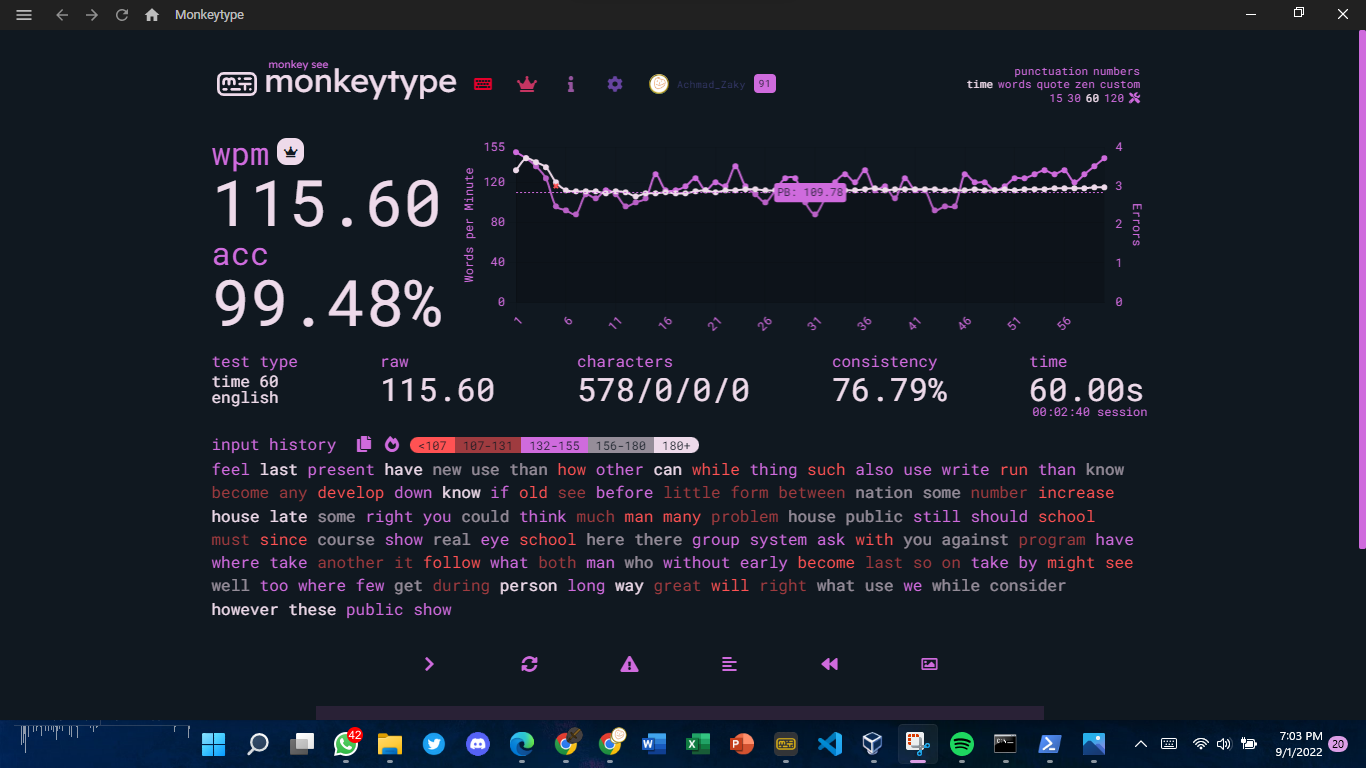 Monkeytype
monkey see
monkeytype
Achmad_Zaky 91
punctuation numbers
time words quote zen custom
15 30 60 120
wpm
115.60
acc
99.48%
Words per Minute
155
120
80
40
0
PB: 109.78
4
3
2
1
0
Errors
1 6 11 16 21 26 31 36 41 46 51 56
test type
time 60
english
raw
115.60
characters
578/0/0/0
consistency
76.79%
time
60.00s
00:02:40 session
input history <107 107-131 132-155 156-180 180+
feel last present have new use than how other can while thing such also use write run than know
become any develop down know if old see before little form between nation some number increase
house late some right you could think much man many problem house public still should school
must since course show real eye school here there group system ask with you against program have
where take another it follow what both man who without early become last so on take by might see
well too where few get during person long way great will right what use we while consider
however these public show
42
7:03 PM
9/1/2022
20